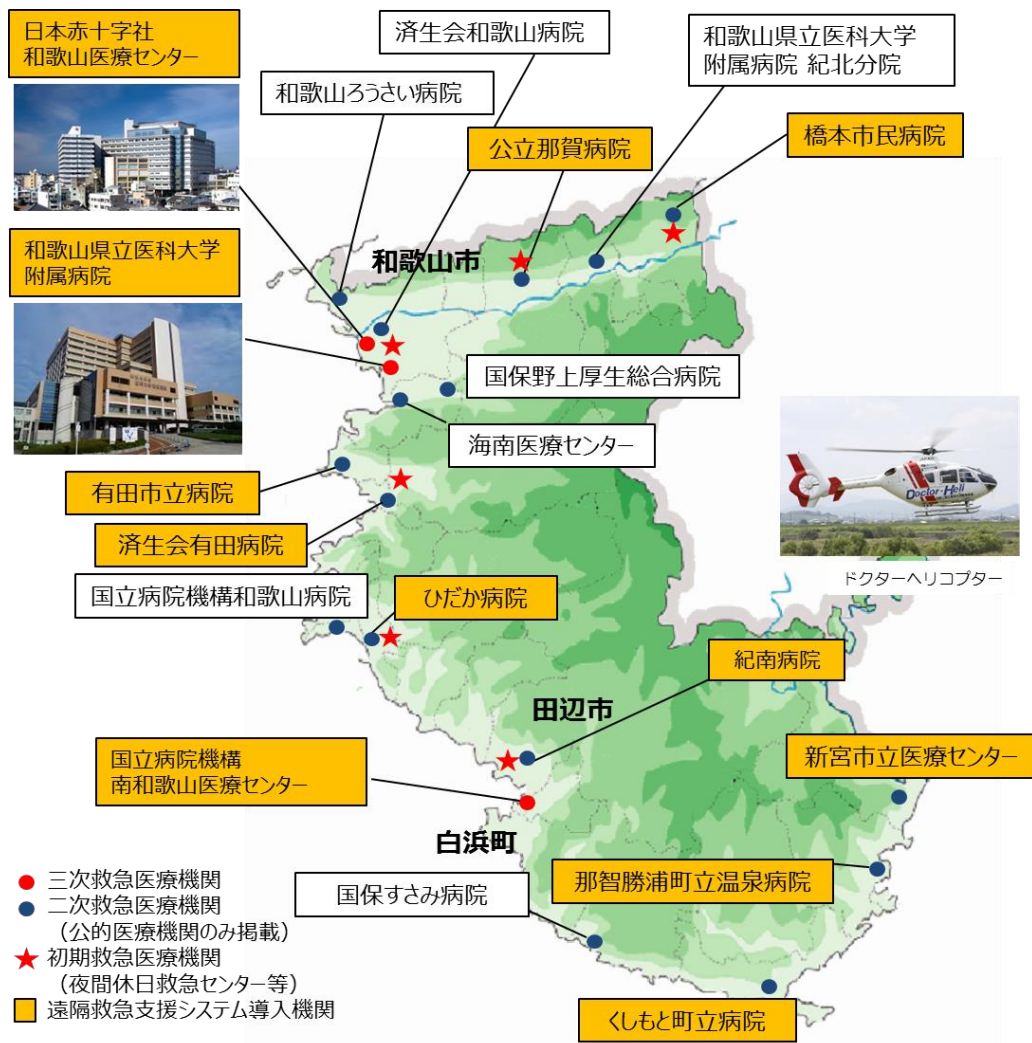 日本赤十字社
和歌山医療センター
済生会和歌山病院
和歌山県立医科大学
附属病院 紀北分院
和歌山ろうさい病院
公立那賀病院
橋本市民病院
和歌山県立医科大学
附属病院
和歌山市
国保野上厚生総合病院
海南医療センター
有田市立病院
済生会有田病院
Doctor-Heli
ドクターヘリコプター
国立病院機構和歌山病院
ひだか病院
紀南病院
田辺市
国立病院機構
南和歌山医療センター
新宮市立医療センター
白浜町
那智勝浦町立温泉病院
国保すさみ病院
くしもと町立病院
三次救急医療機関
二次救急医療機関
(公的医療機関のみ掲載)
初期救急医療機関
(夜間休日救急センター等)
遠隔救急支援システム導入機関